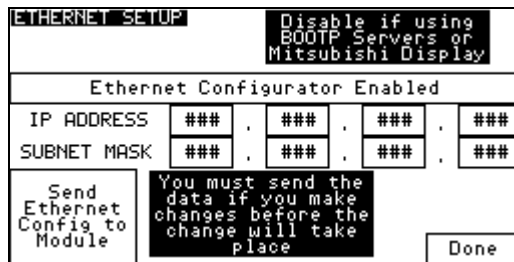 ETHERNET SETUP
Disable if using
BOOTP Servers or
Mitsubishi Display
Ethernet Configurator Enabled
IP ADDRESS ### . ### . ### . ###
SUBNET MASK ### . ### . ### . ###
Send
Ethernet
Config to
Module
You must send the
data if you make
changes before the
change will take
place
Done